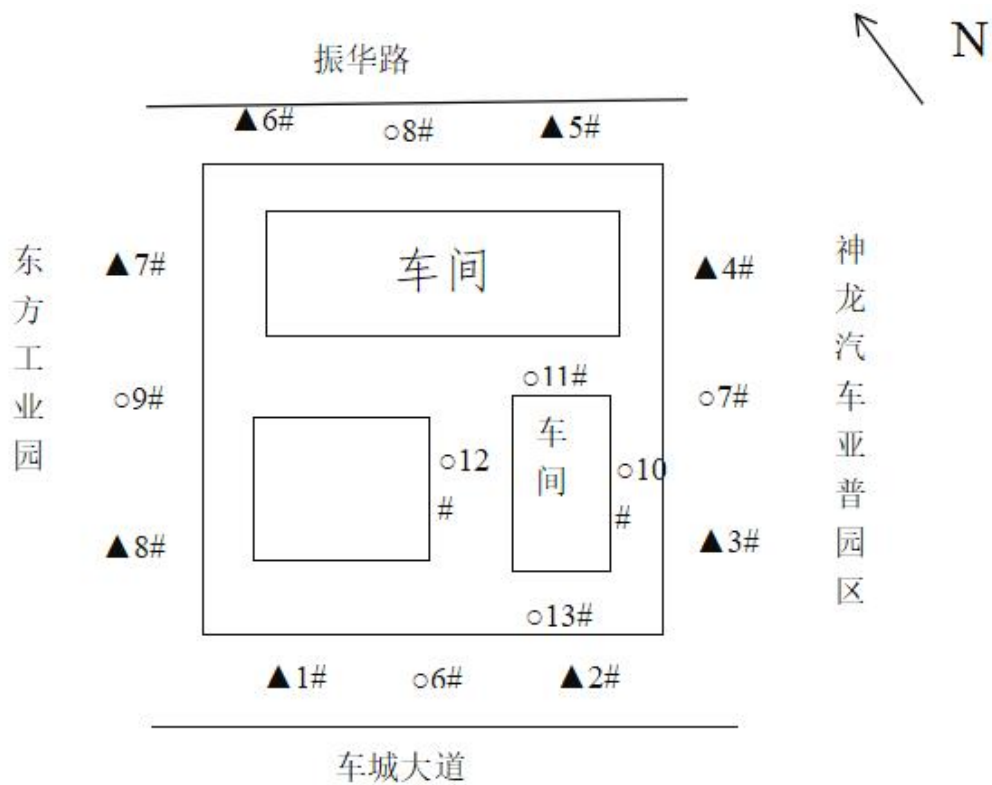 N
振华路
▲6#
○8#
▲5#
东方工业园
▲7#
车间
▲4#
神龙汽车亚普园区
○9#
○11#
○7#
车间
○12#
○10#
▲8#
▲3#
○13#
▲1#
○6#
▲2#
车城大道